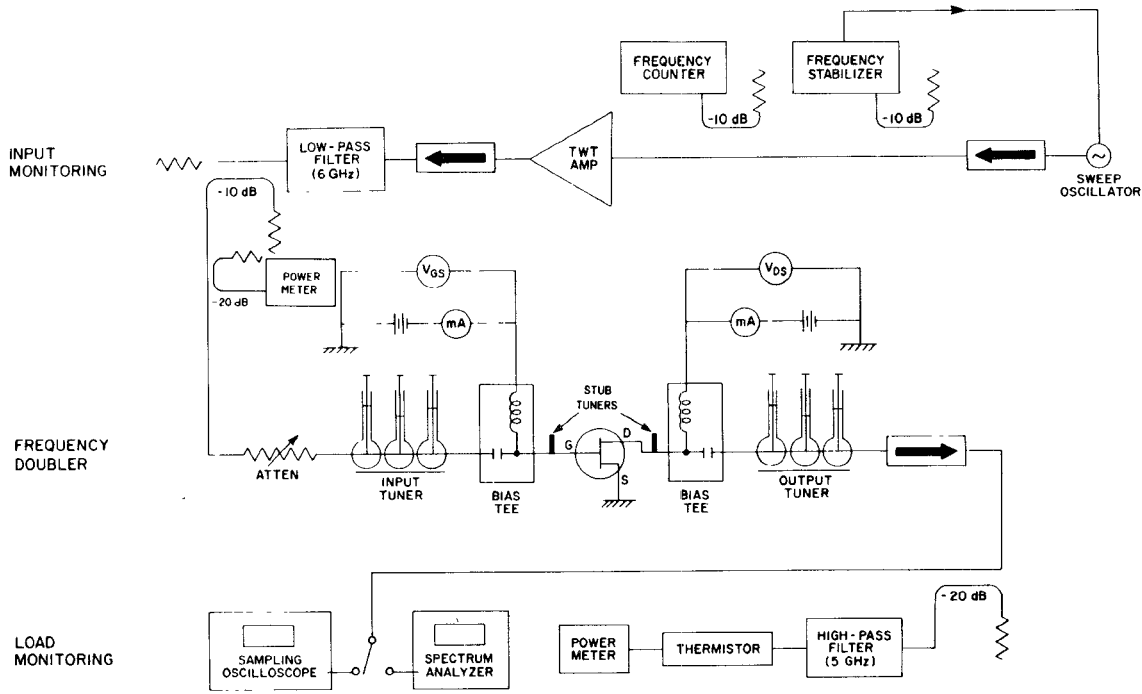 FREQUENCY
COUNTER
FREQUENCY
STABILIZER
-10 dB
-10 dB
INPUT
MONITORING
LOW-PASS
FILTER
(6 GHz)
TWT
AMP
~
SWEEP
OSCILLATOR
-10 dB
-20 dB
POWER
METER
VGS
mA
VDS
mA
STUB
TUNERS
FREQUENCY
DOUBLER
ATTEN
INPUT
TUNER
BIAS
TEE
G
D
S
BIAS
TEE
OUTPUT
TUNER
LOAD
MONITORING
SAMPLING
OSCILLOSCOPE
SPECTRUM
ANALYZER
POWER
METER
THERMISTOR
HIGH-PASS
FILTER
(5 GHz)
-20 dB